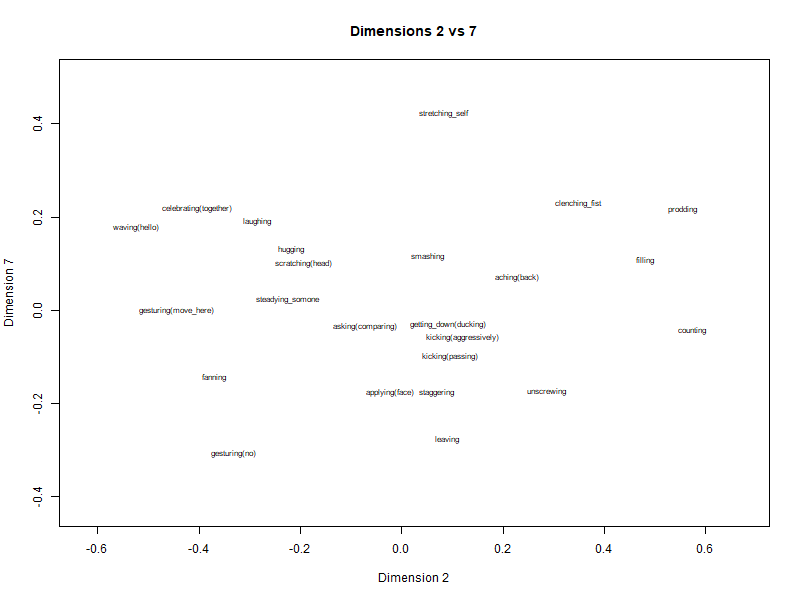 Dimensions 2 vs 7
stretching_self
clenching_fist
celebrating(together)
prodding
laughing
waving(hello)
hugging
smashing
scratching(head)
filling
aching(back)
steadying_somone
gesturing(move_here)
asking(comparing)
getting_down(ducking)
counting
kicking(aggressively)
kicking(passing)
fanning
applying(face)
staggering
unscrewing
leaving
gesturing(no)
Dimension 7
0.4
0.2
0.0
-0.2
-0.4
-0.6 -0.4 -0.2 0.0 0.2 0.4 0.6
Dimension 2